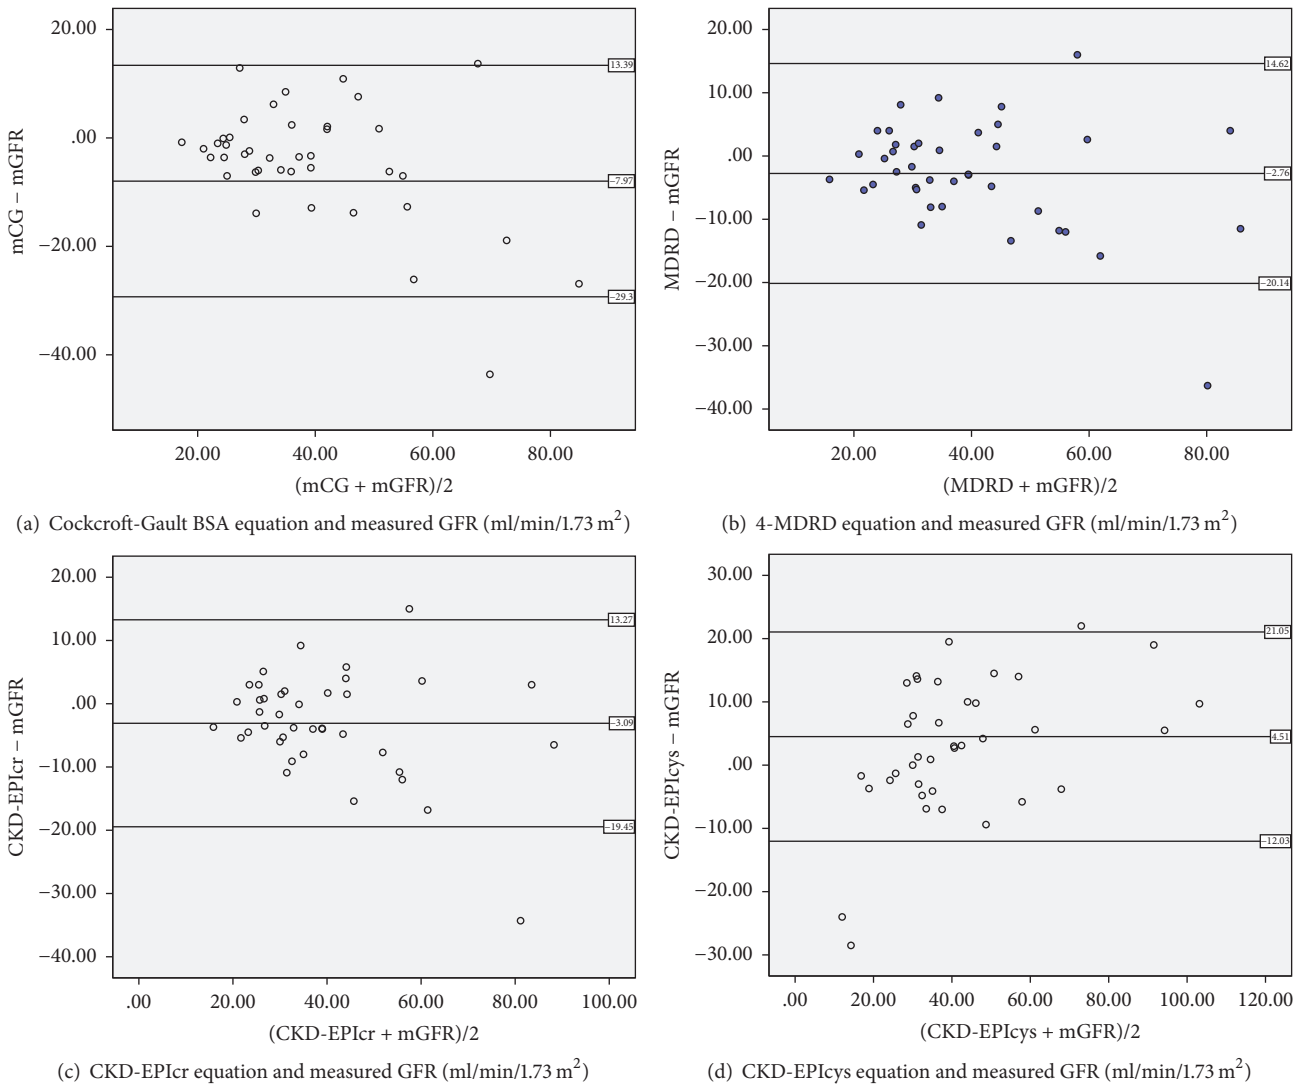 20.00
.00
−20.00
−40.00
mCG − mGFR
13.39
−7.97
−29.3
20.00 40.00 60.00 80.00
(mCG + mGFR)/2
(a) Cockcroft-Gault BSA equation and measured GFR (ml/min/1.73 m²)
20.00
10.00
.00
−10.00
−20.00
−30.00
−40.00
MDRD − mGFR
14.62
−2.76
−20.14
20.00 40.00 60.00 80.00
(MDRD + mGFR)/2
(b) 4-MDRD equation and measured GFR (ml/min/1.73 m²)
20.00
10.00
.00
−10.00
−20.00
−30.00
−40.00
CKD-EPIcr − mGFR
13.27
−3.09
−19.45
.00 20.00 40.00 60.00 80.00 100.00
(CKD-EPIcr + mGFR)/2
(c) CKD-EPIcr equation and measured GFR (ml/min/1.73 m²)
30.00
20.00
10.00
.00
−10.00
−20.00
−30.00
CKD-EPIcys − mGFR
21.05
4.51
−12.03
.00 20.00 40.00 60.00 80.00 100.00 120.00
(CKD-EPIcys + mGFR)/2
(d) CKD-EPIcys equation and measured GFR (ml/min/1.73 m²)